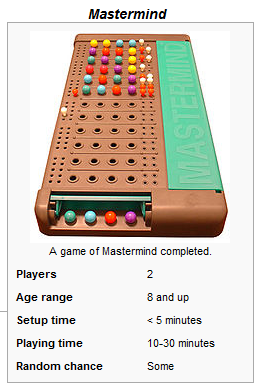 Mastermind
MASTERMIND
A game of Mastermind completed.
Players 2
Age range 8 and up
Setup time < 5 minutes
Playing time 10-30 minutes
Random chance Some